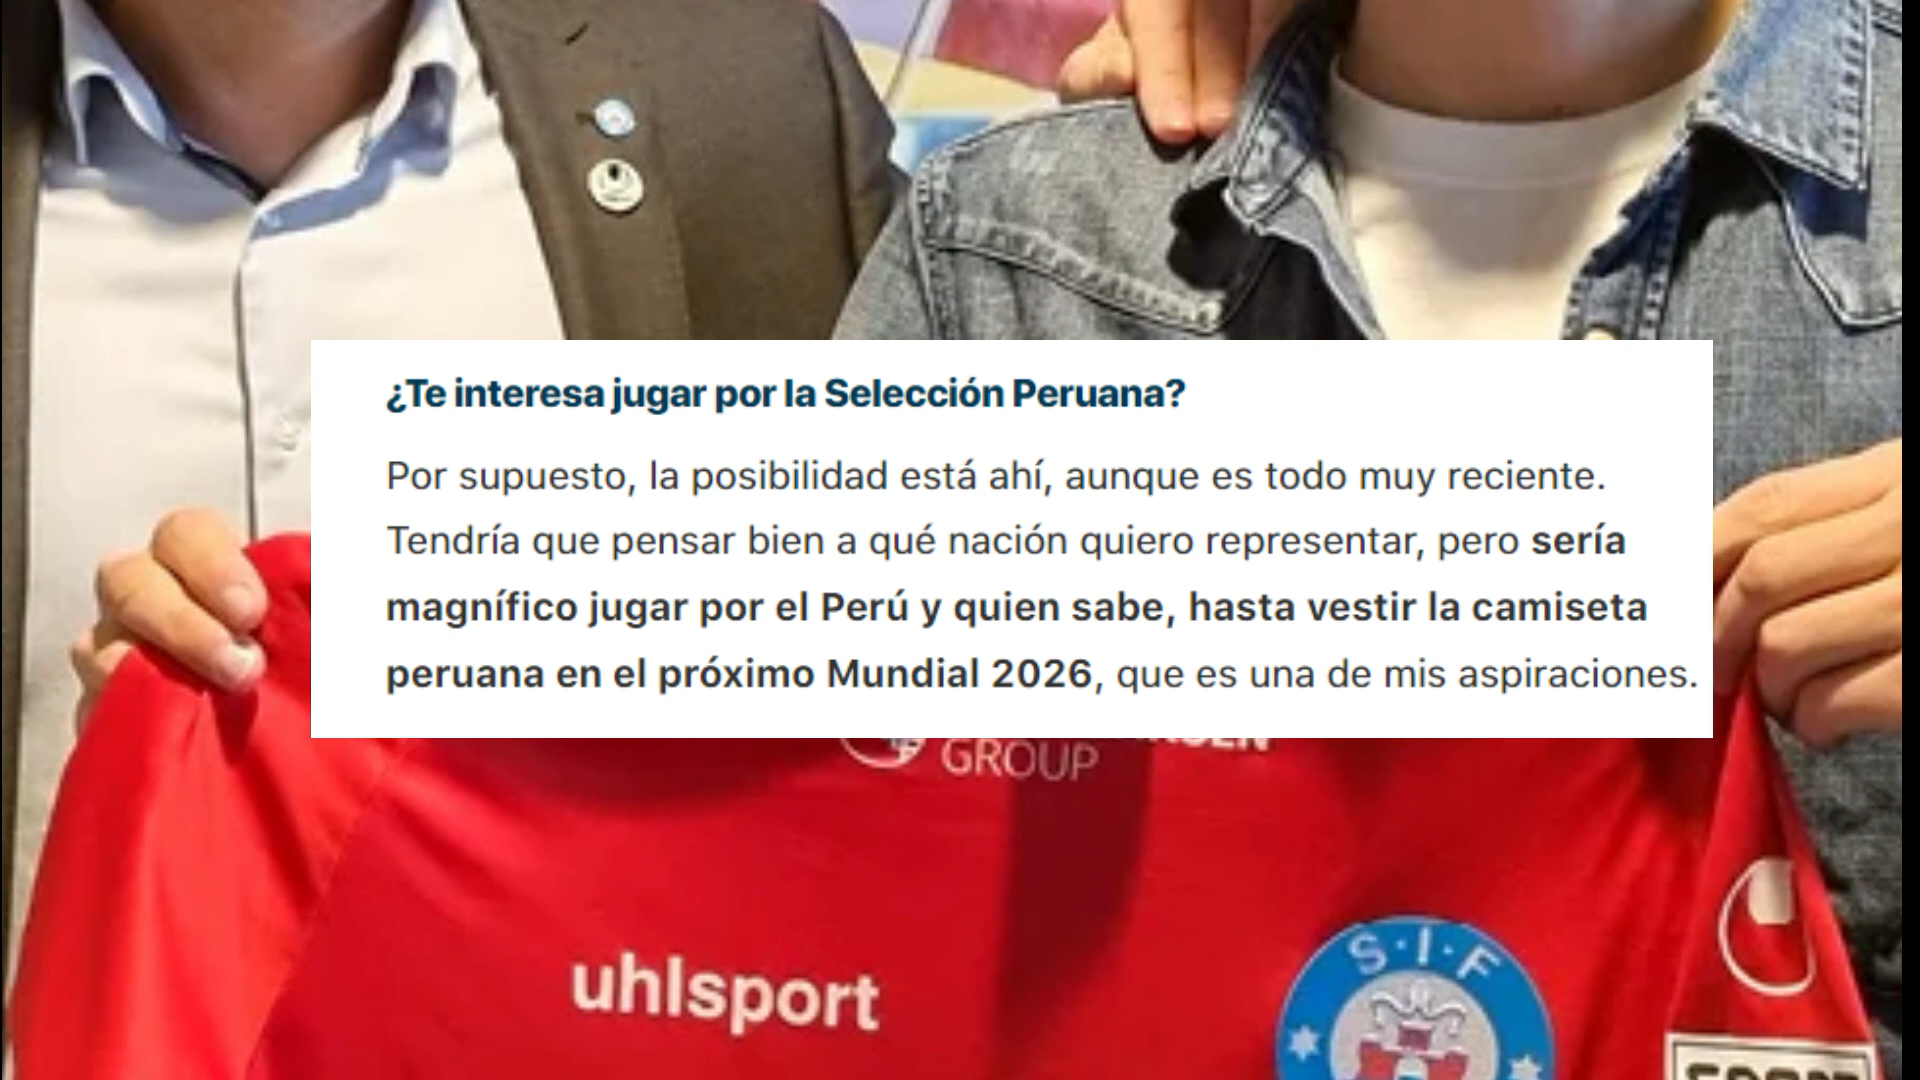 ¿Te interesa jugar por la Selección Peruana?
Por supuesto, la posibilidad está ahí, aunque es todo muy reciente.
Tendría que pensar bien a qué nación quiero representar, pero sería
magnífico jugar por el Perú y quien sabe, hasta vestir la camiseta
peruana en el próximo Mundial 2026, que es una de mis aspiraciones.
GROUP
uhlsport
S·I·F